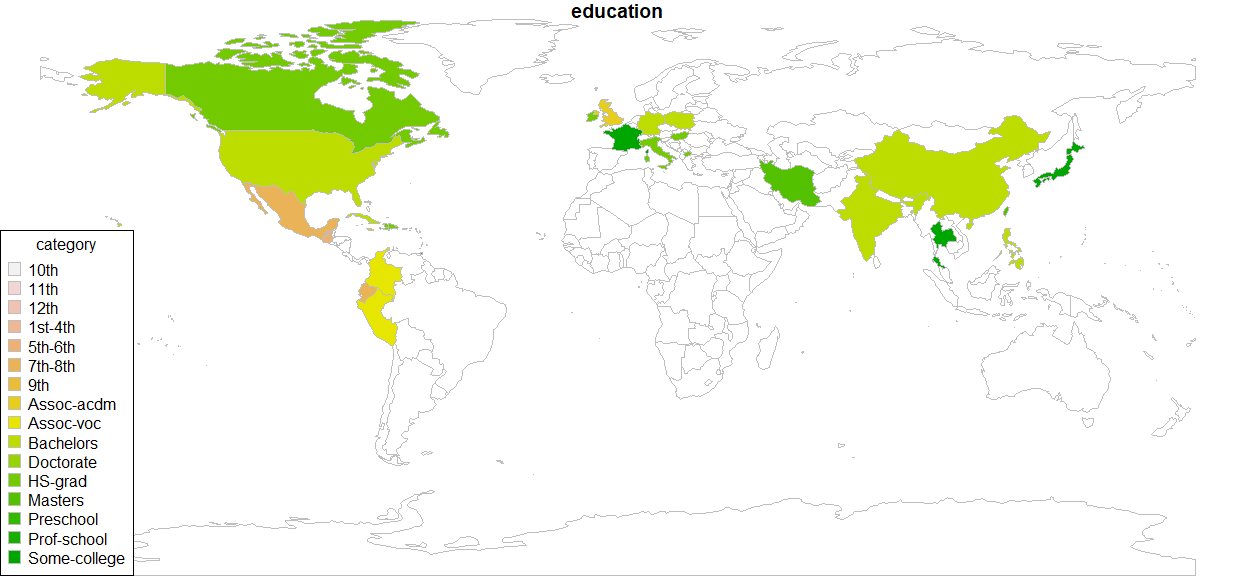 education
category
10th
11th
12th
1st-4th
5th-6th
7th-8th
9th
Assoc-acdm
Assoc-voc
Bachelors
Doctorate
HS-grad
Masters
Preschool
Prof-school
Some-college